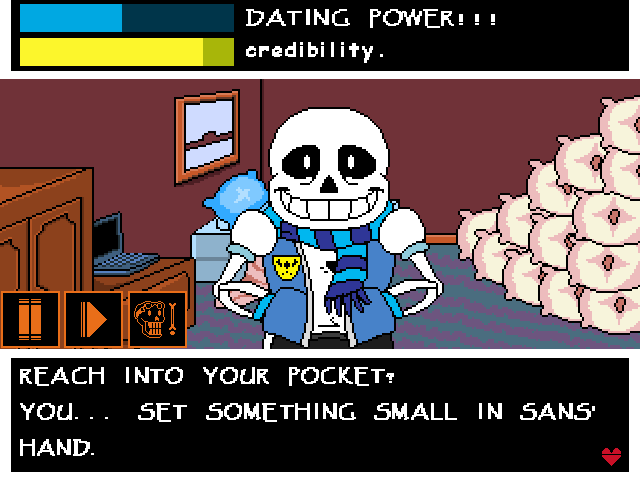 DATING POWER!!!
credibility.
REACH INTO YOUR POCKET?
YOU... SET SOMETHING SMALL IN SANS'
HAND.